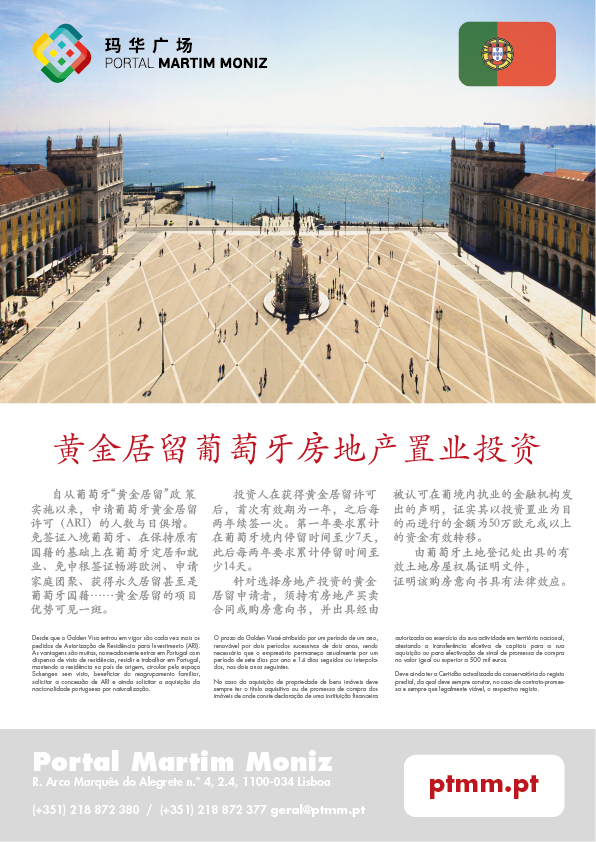 玛华广场
PORTAL MARTIM MONIZ
黄金居留葡萄牙房地产置业投资
自从葡萄牙“黄金居留”政 策
实施以来，申请葡萄牙黄金居留
许可（ARI）的人数与日俱增。
免签证入境葡萄牙、在保持原有
国籍的基础上在葡萄牙定居和就
业、免申根签证畅游欧洲、申请
家庭团聚、获得永久居留甚至是
葡萄牙国籍……黄金居留的项目
优势可见一斑。
投资人在获得黄金居留许可
后，首次有效期为一年，之后每
两年续签一次。第一年要求累计
在葡萄牙境内停留时间至少7天，
此后每两年要求累计停留时间至
少14天。
针对选择房地产投资的黄金
居留申请者，须持有房地产买卖
合同或购房意向书，并出具经由
被认可在葡境内执业的金融机构发
出的声明，证实其以投资置业为目
的而进行的金额为50万欧元或以上
的资金有效转移。
由葡萄牙土地登记处出具的有
效土地房屋权属证明文件，
证明该购房意向书具有法律效应。
Desde que o Golden Visa entrou em vigor são cada vez mais os
pedidos de Autorização de Residência para Investimento (ARI).
As vantagens são muitas, nomeadamente entrar em Portugal com
dispensa de visto de residência, residir e trabalhar em Portugal,
mantendo a residência no país de origem, circular pelo espaço
Schengen sem visto, beneficiar do reagrupamento familiar,
solicitar a concessão de ARI e ainda solicitar a aquisição da
nacionalidade portuguesa por naturalização.
O prazo do Golden Visaé atribuido por um período de um ano,
renovável por dois períodos sucessivos de dois anos, sendo
necessário que o empresário permaneça anualmente por um
período de sete dias por ano e 14 dias seguidos ou interpola-
dos, nos dois anos seguintes.
No caso da aquisição de propriedade de bens imóveis deve
sempre ter o título aquisitivo ou de promessa de compra dos
imóveis de onde conste declaração de uma instituição financeira
autorizada ao exercício da sua actividade em território nacional,
atestando a transferência efectiva de capitais para a sua
aquisição ou para efectivação de sinal de promessa de compra
no valor igual ou superior a 500 mil euros.
Deve ainda ter a Certidão actualizada da conservatória do registo
predial, da qeal deve sempre constar, no caso de contrato-promes-
sa e sempre que legalmente viável, o respectivo registo.
Portal Martim Moniz
R. Arco Marquês do Alegrete n.º 4, 2.4, 1100-034 Lisboa
(+351) 218 872 380 / (+351) 218 872 377 geral@ptmm.pt
ptmm.pt